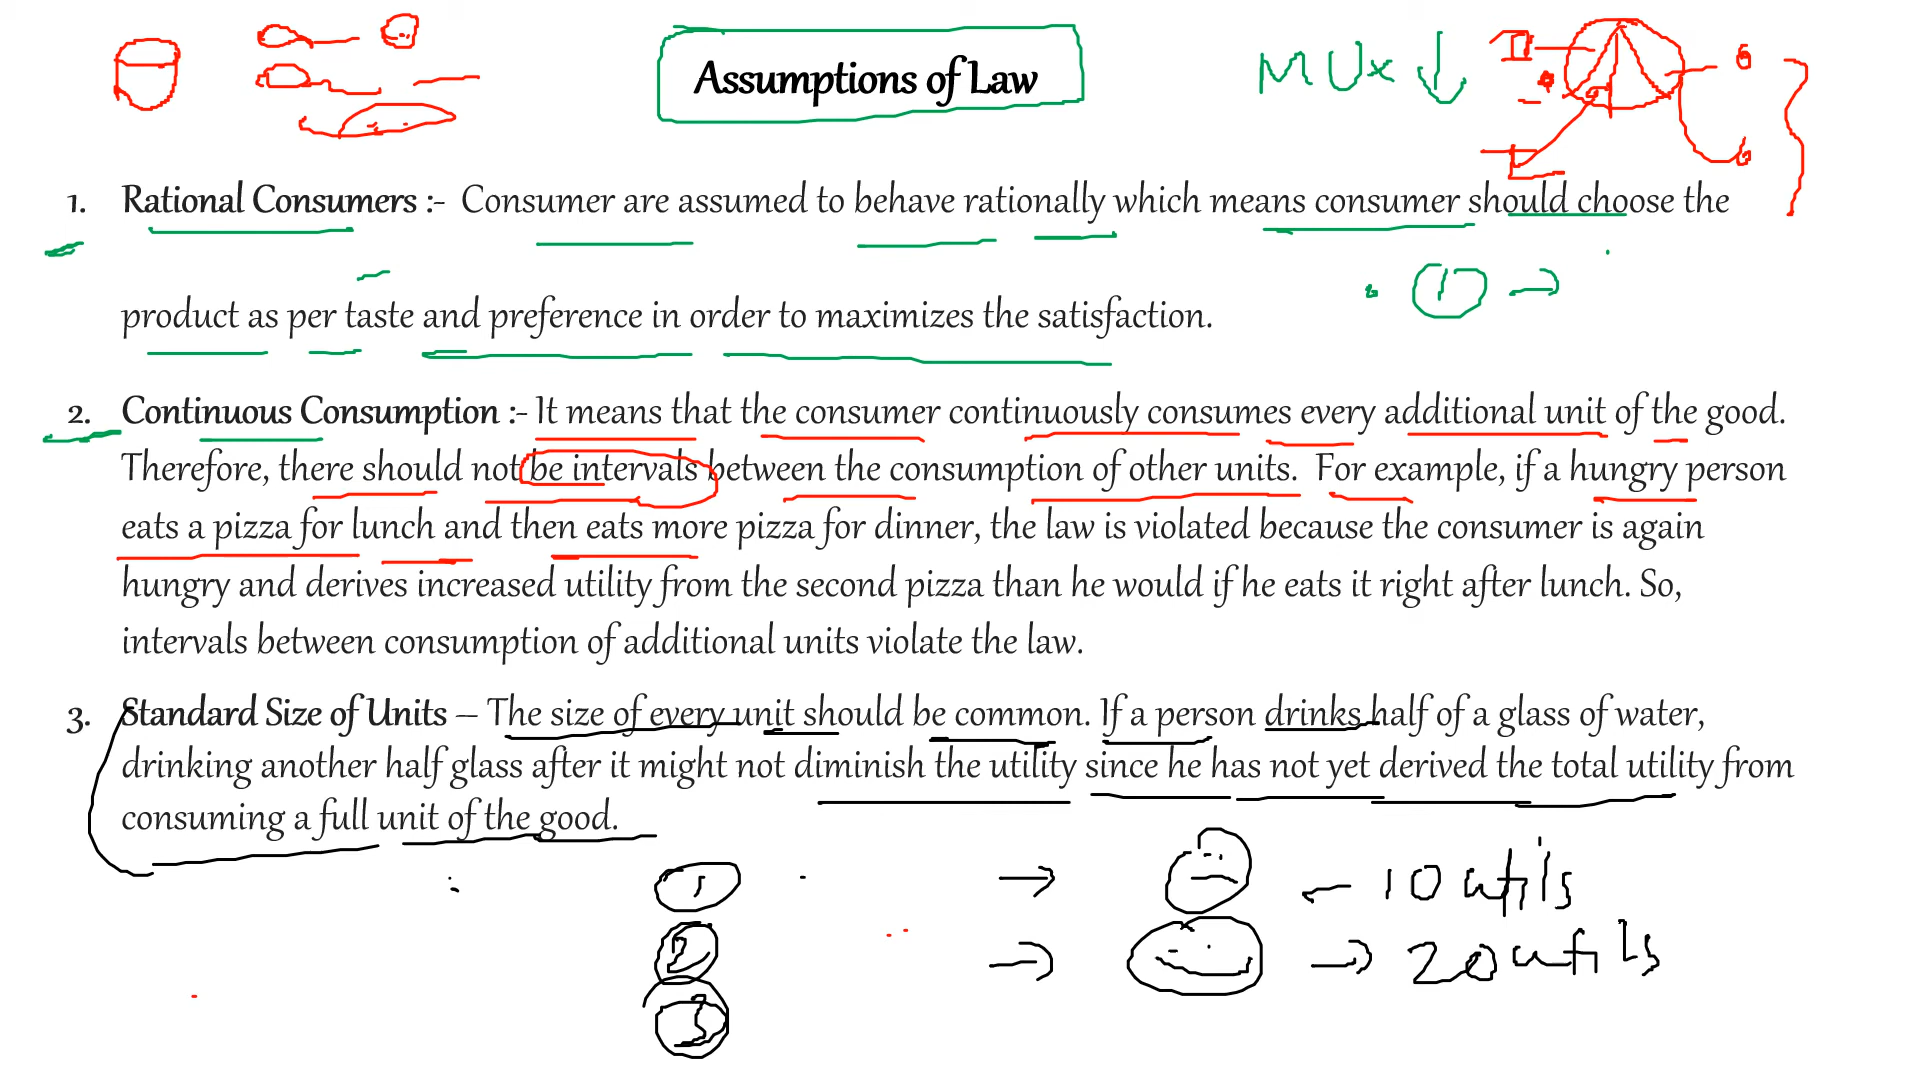 Assumptions of Law
MUx ↓
II
I
1. Rational Consumers :- Consumer are assumed to behave rationally which means consumer should choose the
product as per taste and preference in order to maximizes the satisfaction.
1 →
2. Continuous Consumption :- It means that the consumer continuously consumes every additional unit of the good.
Therefore, there should not be intervals between the consumption of other units. For example, if a hungry person
eats a pizza for lunch and then eats more pizza for dinner, the law is violated because the consumer is again
hungry and derives increased utility from the second pizza than he would if he eats it right after lunch. So,
intervals between consumption of additional units violate the law.
3. Standard Size of Units – The size of every unit should be common. If a person drinks half of a glass of water,
drinking another half glass after it might not diminish the utility since he has not yet derived the total utility from
consuming a full unit of the good.
1 → – 10 utils
2 → → 20 utils
3